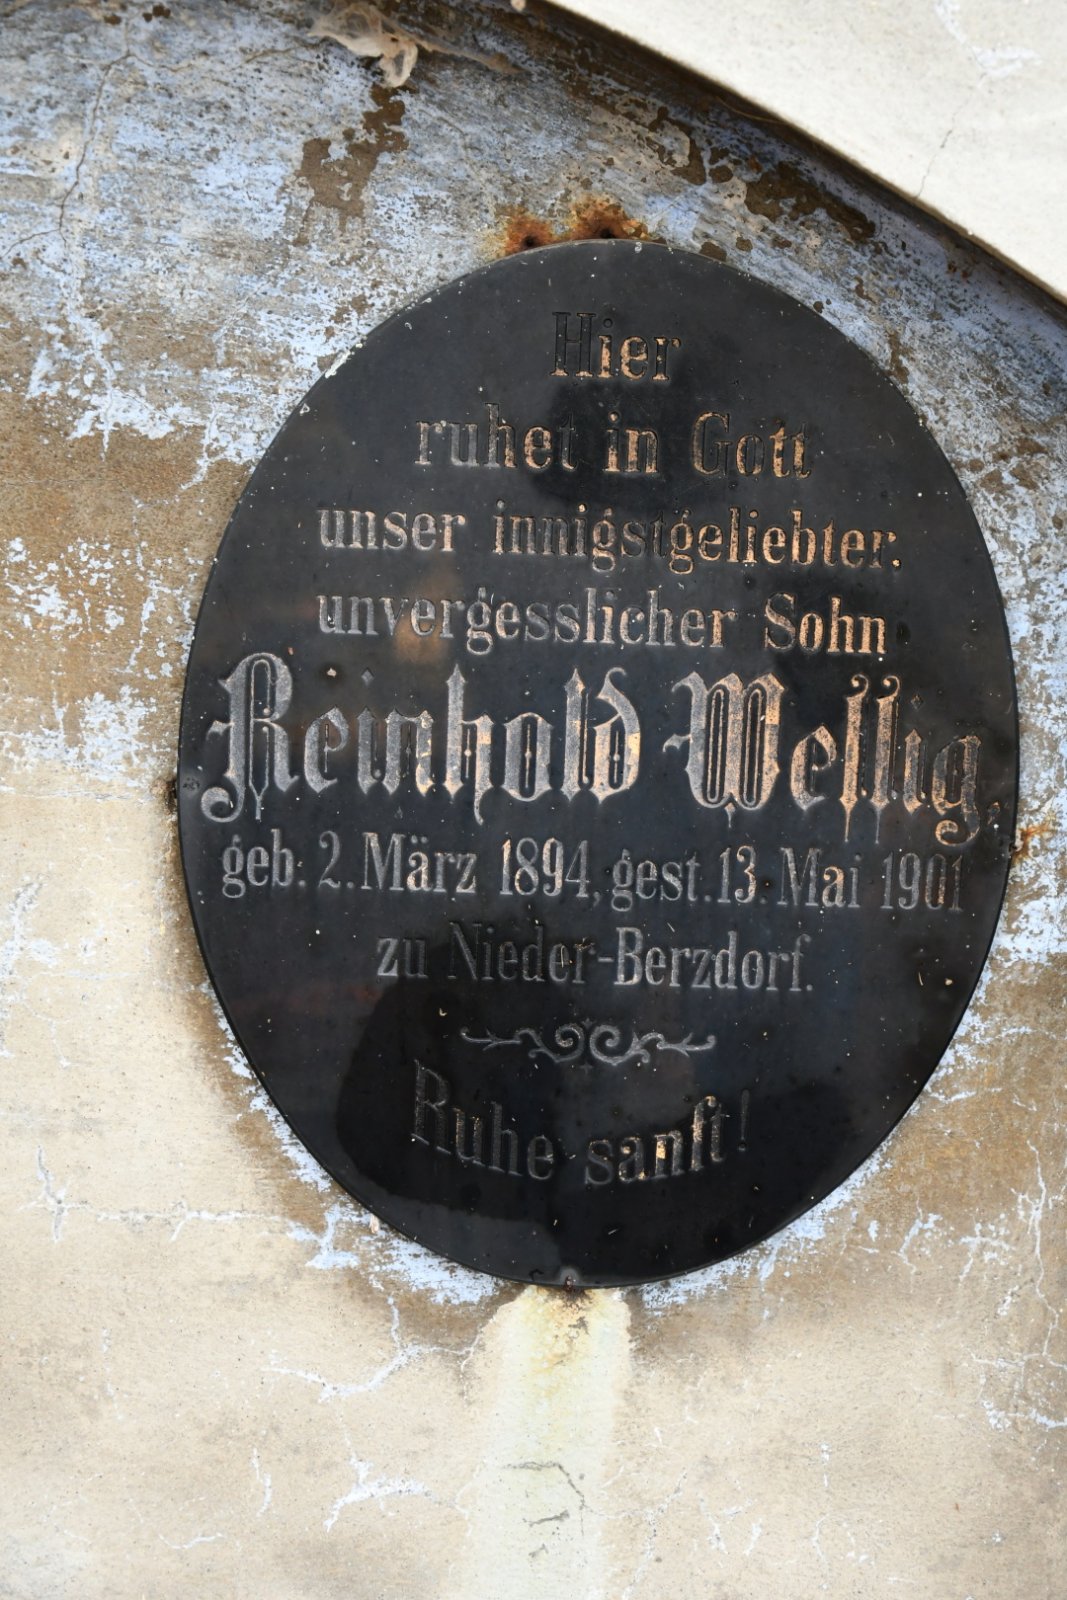 Hier
ruhet in Gott
unser innigstgeliebter.
unvergesslicher Sohn
Reinhold Wellig,
geb. 2. März 1894, gest. 13. Mai 1901
zu Nieder-Berzdorf.
Ruhe sanft!